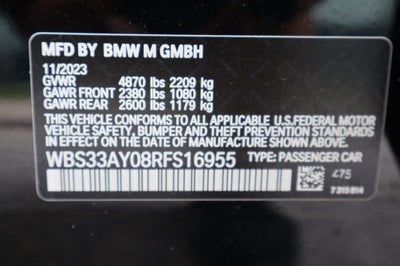 MFD BY BMW M GMBH
11/2023
GVWR 4870 lbs 2209 kg
GAWR FRONT 2380 lbs 1080 kg
GAWR REAR 2600 lbs 1179 kg
THIS VEHICLE CONFORMS TO ALL APPLICABLE U.S.FEDERAL MOTOR
VEHICLE SAFETY, BUMPER AND THEFT PREVENTION STANDARDS
IN EFFECT ON THE DATE OF MANUFACTURE SHOWN ABOVE.
WBS33AY08RFS16955 TYPE: PASSENGER CAR
475
7 310 814